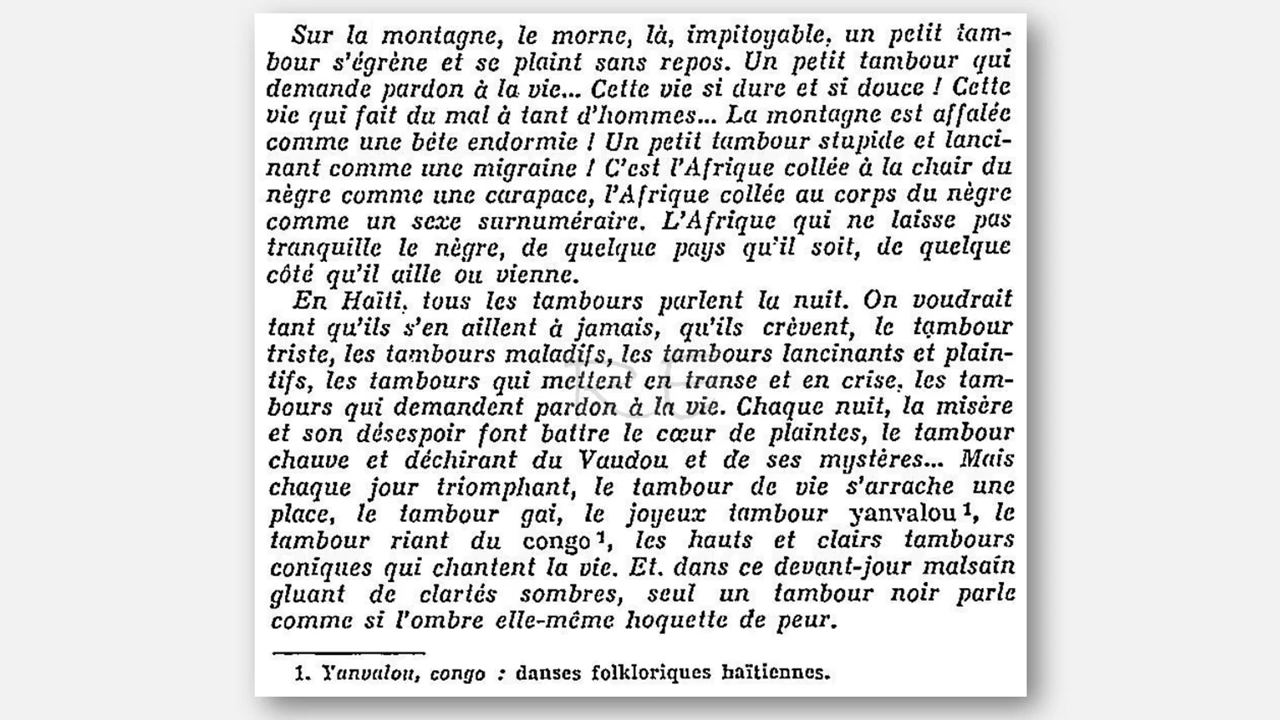 Sur la montagne, le morne, là, impitoyable, un petit tam-
bour s'égrène et se plaint sans repos. Un petit tambour qui
demande pardon à la vie... Cette vie si dure et si douce ! Cette
vie qui fait du mal à tant d'hommes... La montagne est affalée
comme une bête endormie ! Un petit tambour stupide et lanci-
nant comme une migraine ! C'est l'Afrique collée à la chair du
nègre comme une carapace, l'Afrique collée au corps du nègre
comme un sexe surnuméraire. L'Afrique qui ne laisse pas
tranquille le nègre, de quelque pays qu'il soit, de quelque
côté qu'il aille ou vienne.
En Haïti, tous les tambours parlent la nuit. On voudrait
tant qu'ils s'en aillent à jamais, qu'ils crèvent, le tambour
triste, les tambours maladifs, les tambours lancinants et plain-
tifs, les tambours qui mettent en transe et en crise, les tam-
bours qui demandent pardon à la vie. Chaque nuit, la misère
et son désespoir font battre le cœur de plaintes, le tambour
chauve et déchirant du Vaudou et de ses mystères... Mais
chaque jour triomphant, le tambour de vie s'arrache une
place, le tambour gai, le joyeux tambour yanvalou¹, le
tambour riant du congo¹, les hauts et clairs tambours
coniques qui chantent la vie. Et. dans ce devant-jour malsain
gluant de clartés sombres, seul un tambour noir parle
comme si l'ombre elle-même hoquette de peur.
1. Yanvalou, congo : danses folkloriques haïtiennes.